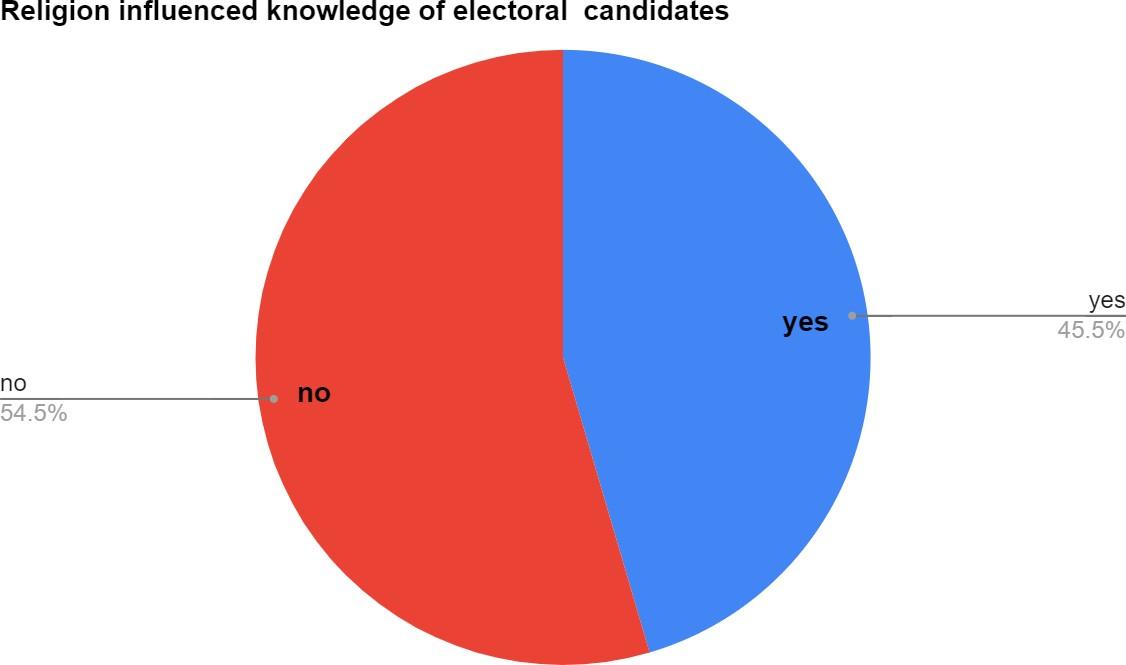 Religion influenced knowledge of electoral  candidates
yes
45.5%
yes
no
54.5%
no